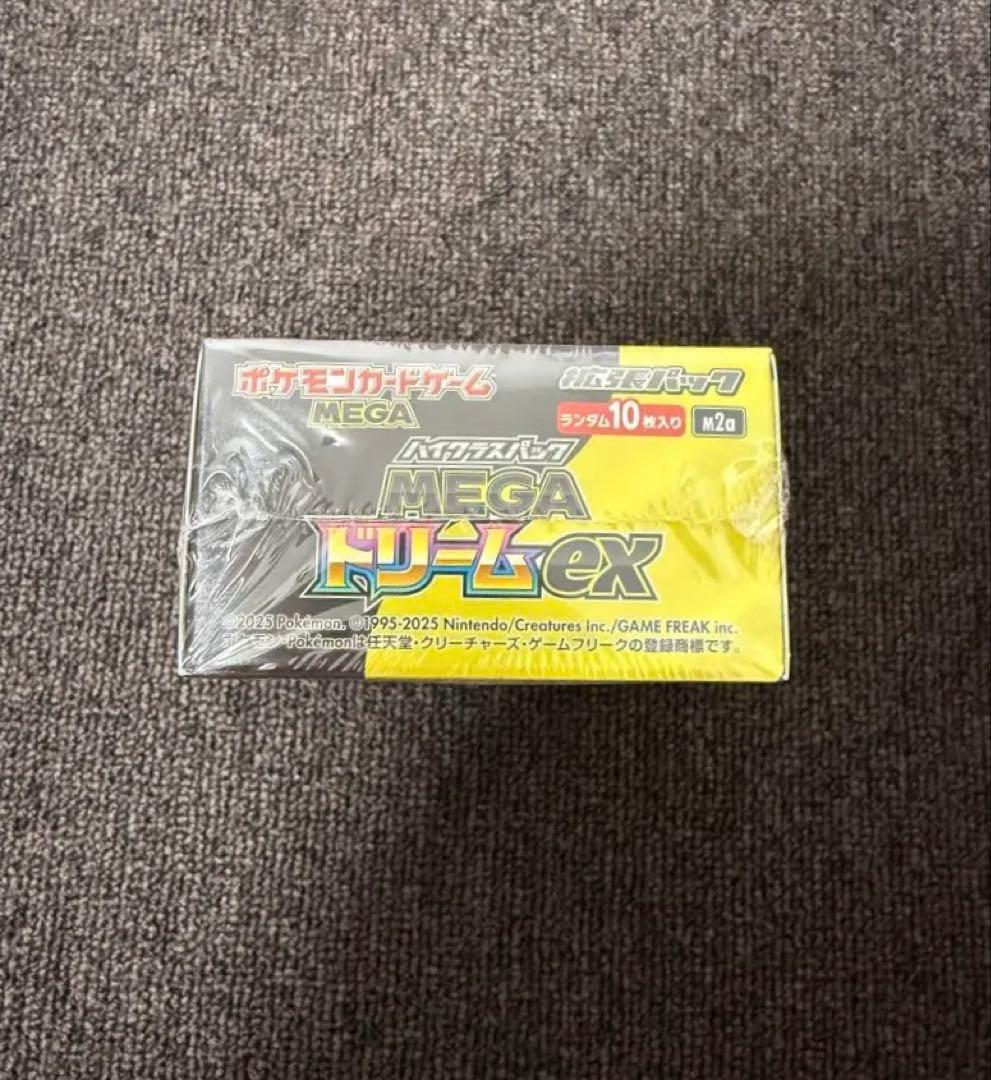 ポケモンカードゲーム
MEGA
拡張パック
ランダム10枚入り M2a
ハイクラスパック
MEGA
ドリームex
©2025 Pokémon. ©1995-2025 Nintendo/Creatures Inc./GAME FREAK inc.
ポケモン・Pokémonは任天堂・クリーチャーズ・ゲームフリークの登録商標です。